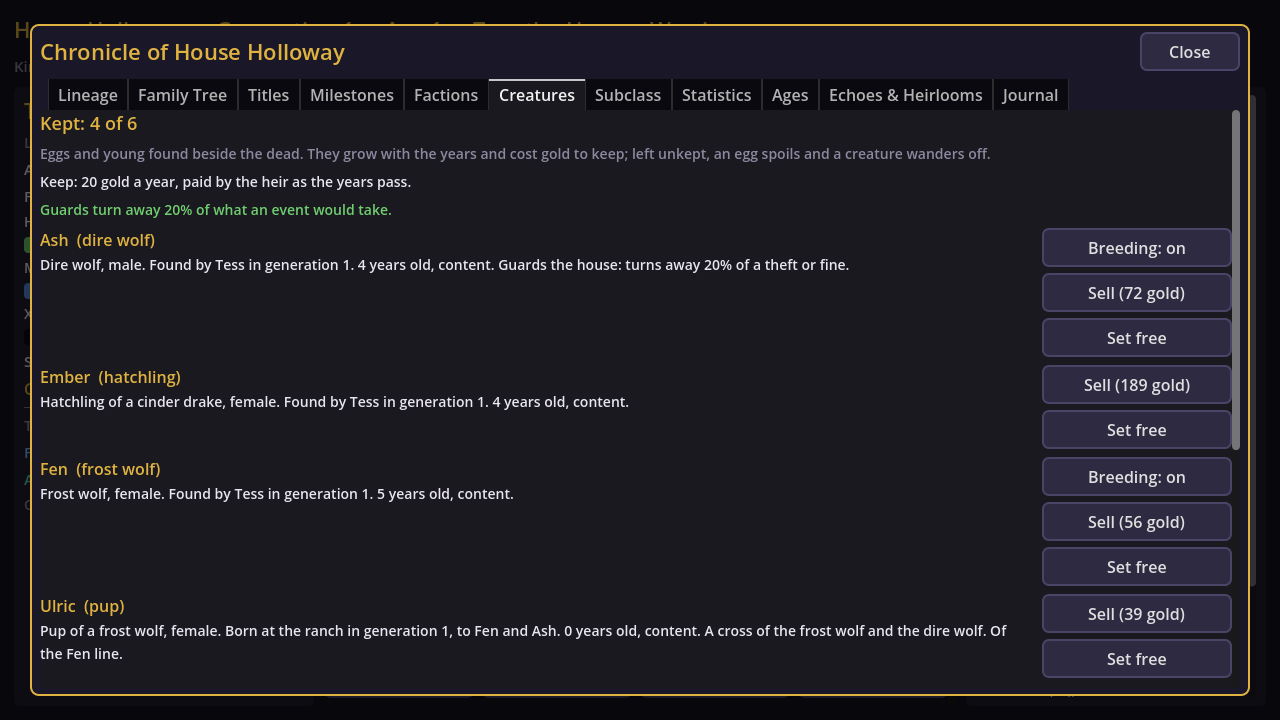 Chronicle of House Holloway
Close
Lineage
Family Tree
Titles
Milestones
Factions
Creatures
Subclass
Statistics
Ages
Echoes & Heirlooms
Journal
Kept: 4 of 6
Eggs and young found beside the dead. They grow with the years and cost gold to keep; left unkept, an egg spoils and a creature wanders off.
Keep: 20 gold a year, paid by the heir as the years pass.
Guards turn away 20% of what an event would take.
Ash (dire wolf)
Dire wolf, male. Found by Tess in generation 1. 4 years old, content. Guards the house: turns away 20% of a theft or fine.
Breeding: on
Sell (72 gold)
Set free
Ember (hatchling)
Hatchling of a cinder drake, female. Found by Tess in generation 1. 4 years old, content.
Sell (189 gold)
Set free
Fen (frost wolf)
Frost wolf, female. Found by Tess in generation 1. 5 years old, content.
Breeding: on
Sell (56 gold)
Set free
Ulric (pup)
Pup of a frost wolf, female. Born at the ranch in generation 1, to Fen and Ash. 0 years old, content. A cross of the frost wolf and the dire wolf. Of
the Fen line.
Sell (39 gold)
Set free